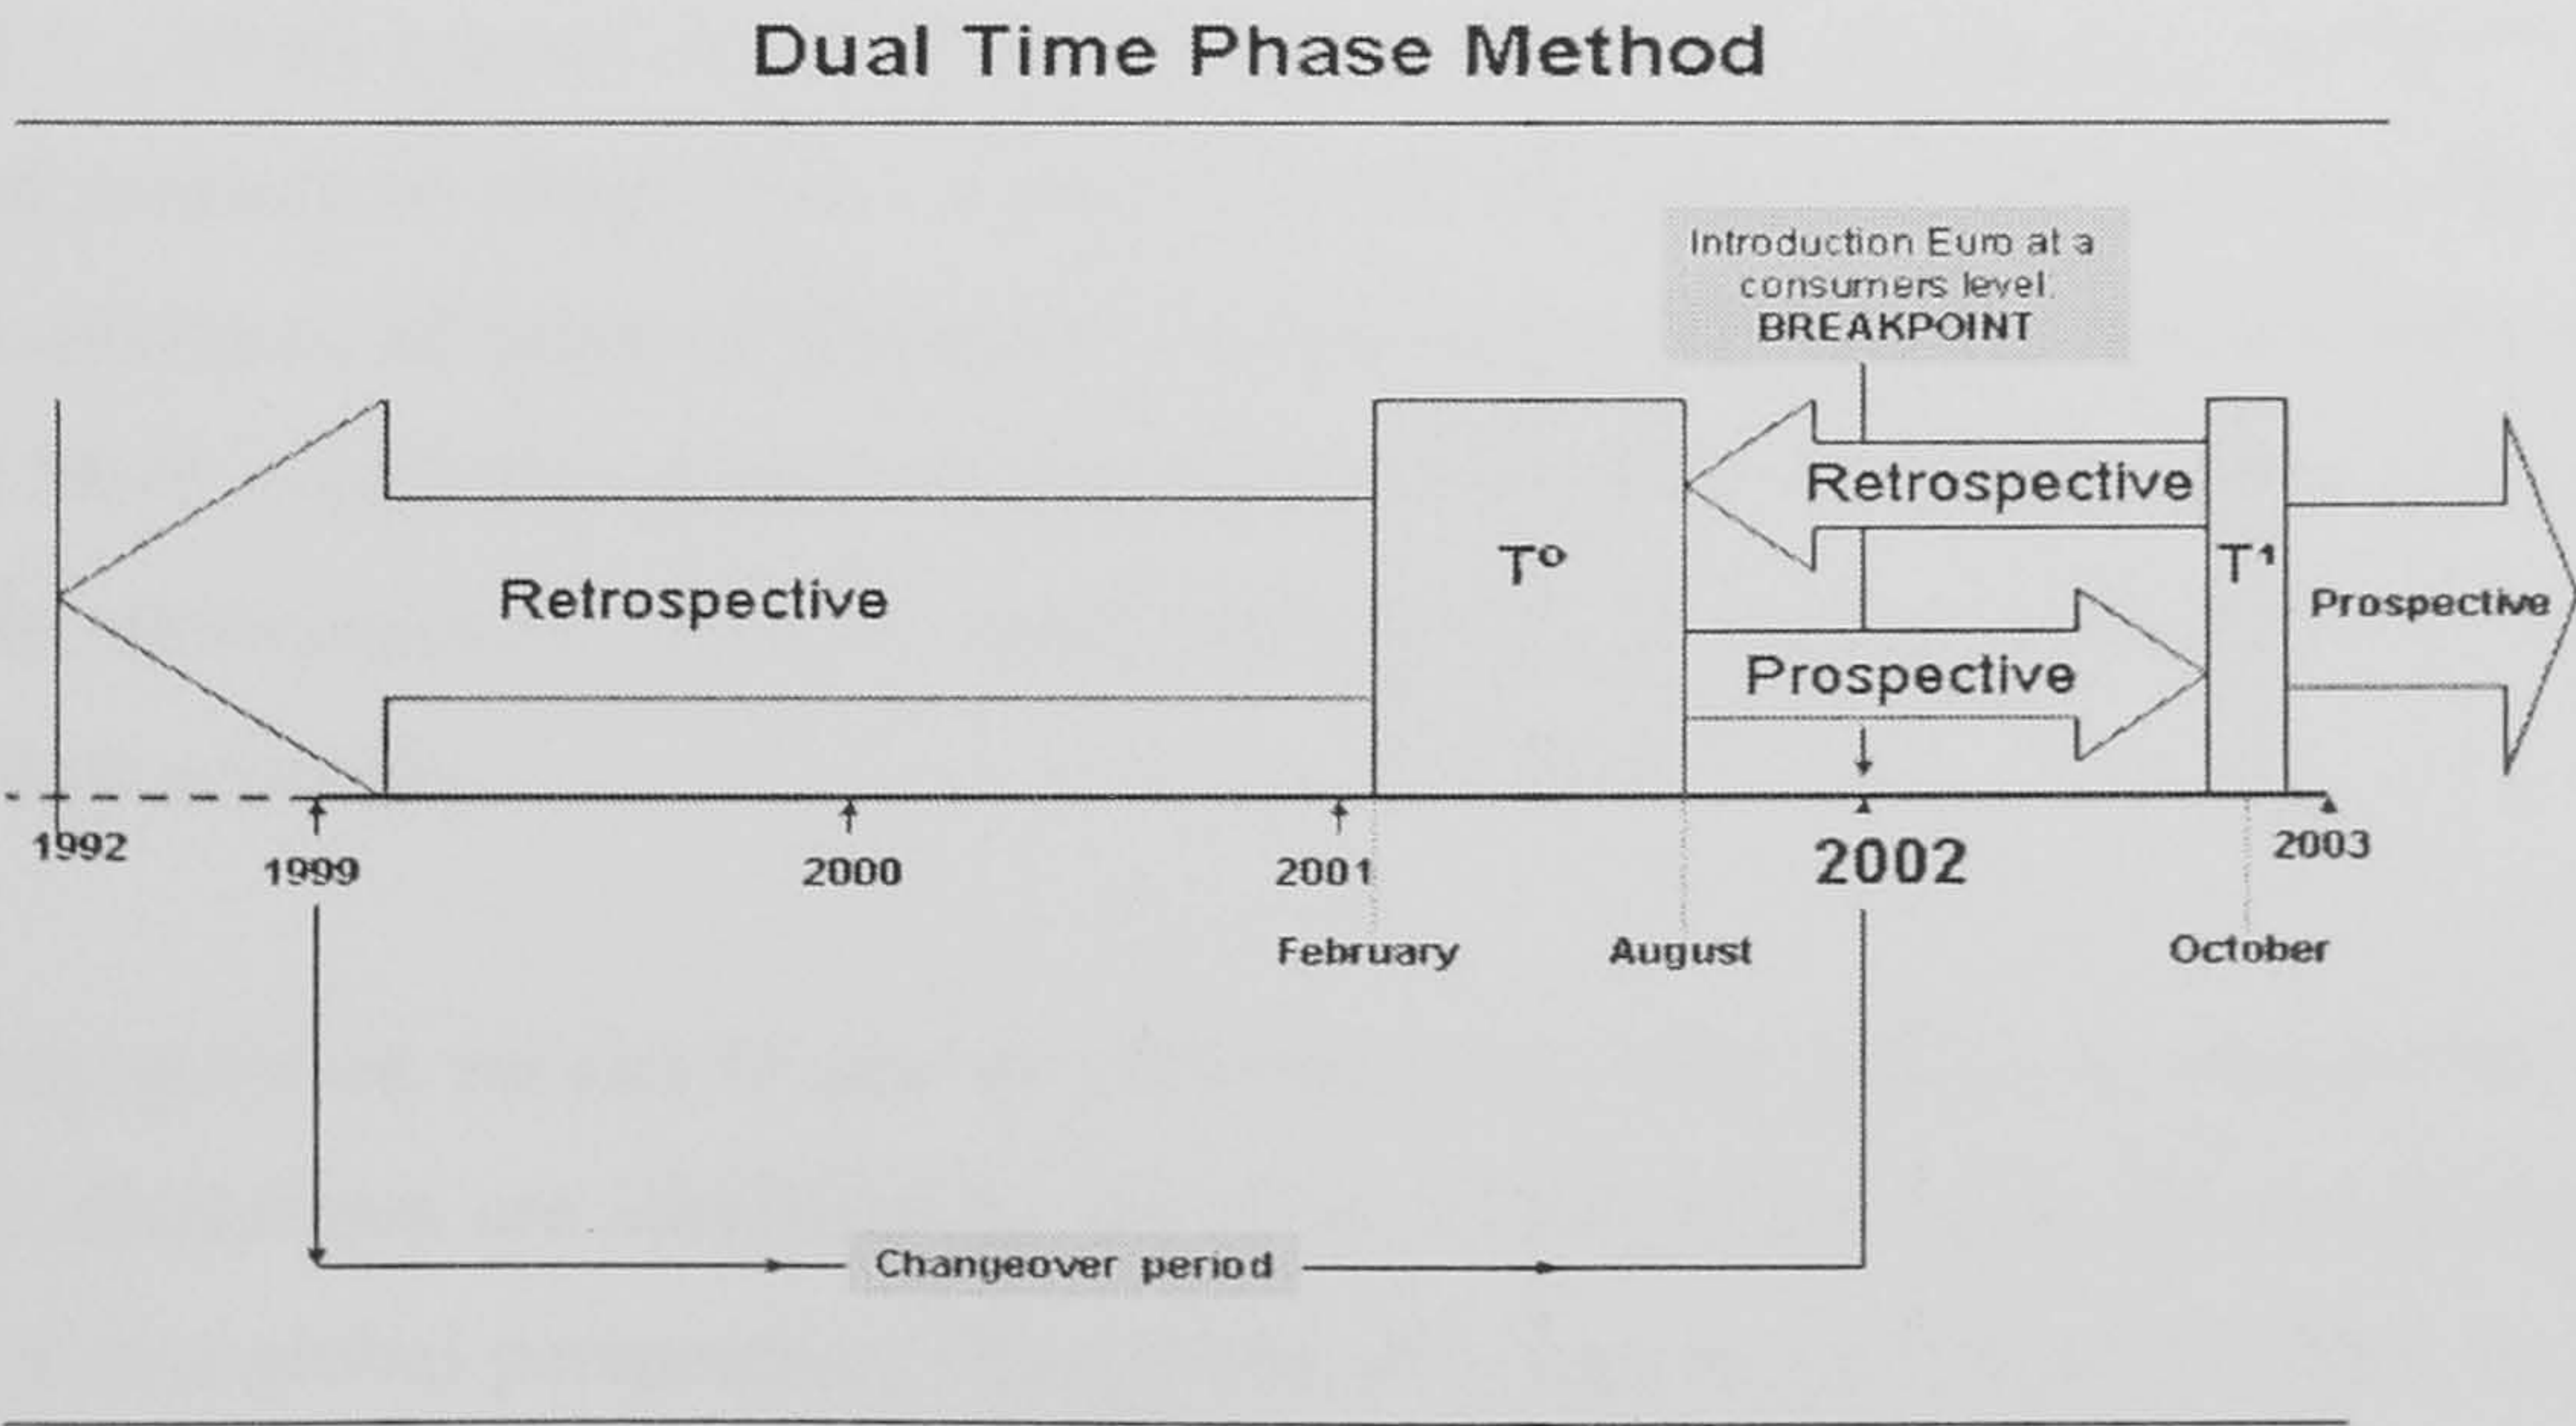 Dual Time Phase Method
Introduction Euro at a
consumers level.
BREAKPOINT
Retrospective
T⁰
Retrospective
Prospective
T¹
Prospective
1992
1999
2000
2001
2002
2003
February
August
October
Changeover period